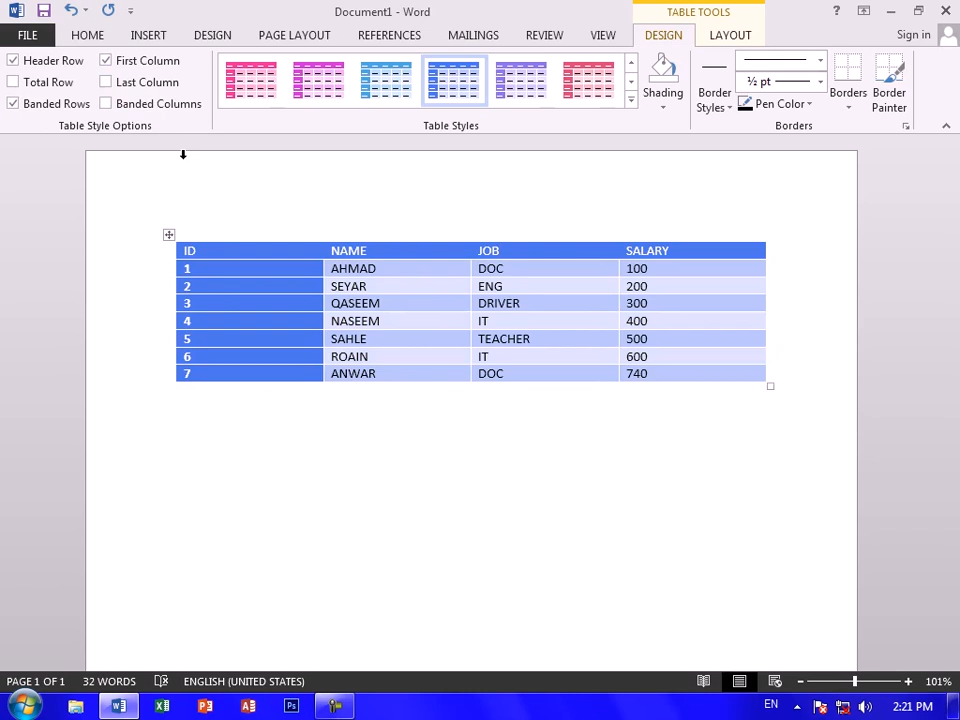 Document1 - Word
TABLE TOOLS
?
FILE HOME INSERT DESIGN PAGE LAYOUT REFERENCES MAILINGS REVIEW VIEW DESIGN LAYOUT Sign in
Header Row First Column
Total Row Last Column
Banded Rows Banded Columns
Table Style Options
Table Styles
Shading
Border Styles
½ pt
Pen Color
Borders
Border Painter
Borders
ID NAME JOB SALARY
1 AHMAD DOC 100
2 SEYAR ENG 200
3 QASEEM DRIVER 300
4 NASEEM IT 400
5 SAHLE TEACHER 500
6 ROAIN IT 600
7 ANWAR DOC 740
PAGE 1 OF 1 32 WORDS ENGLISH (UNITED STATES) 101%
EN 2:21 PM